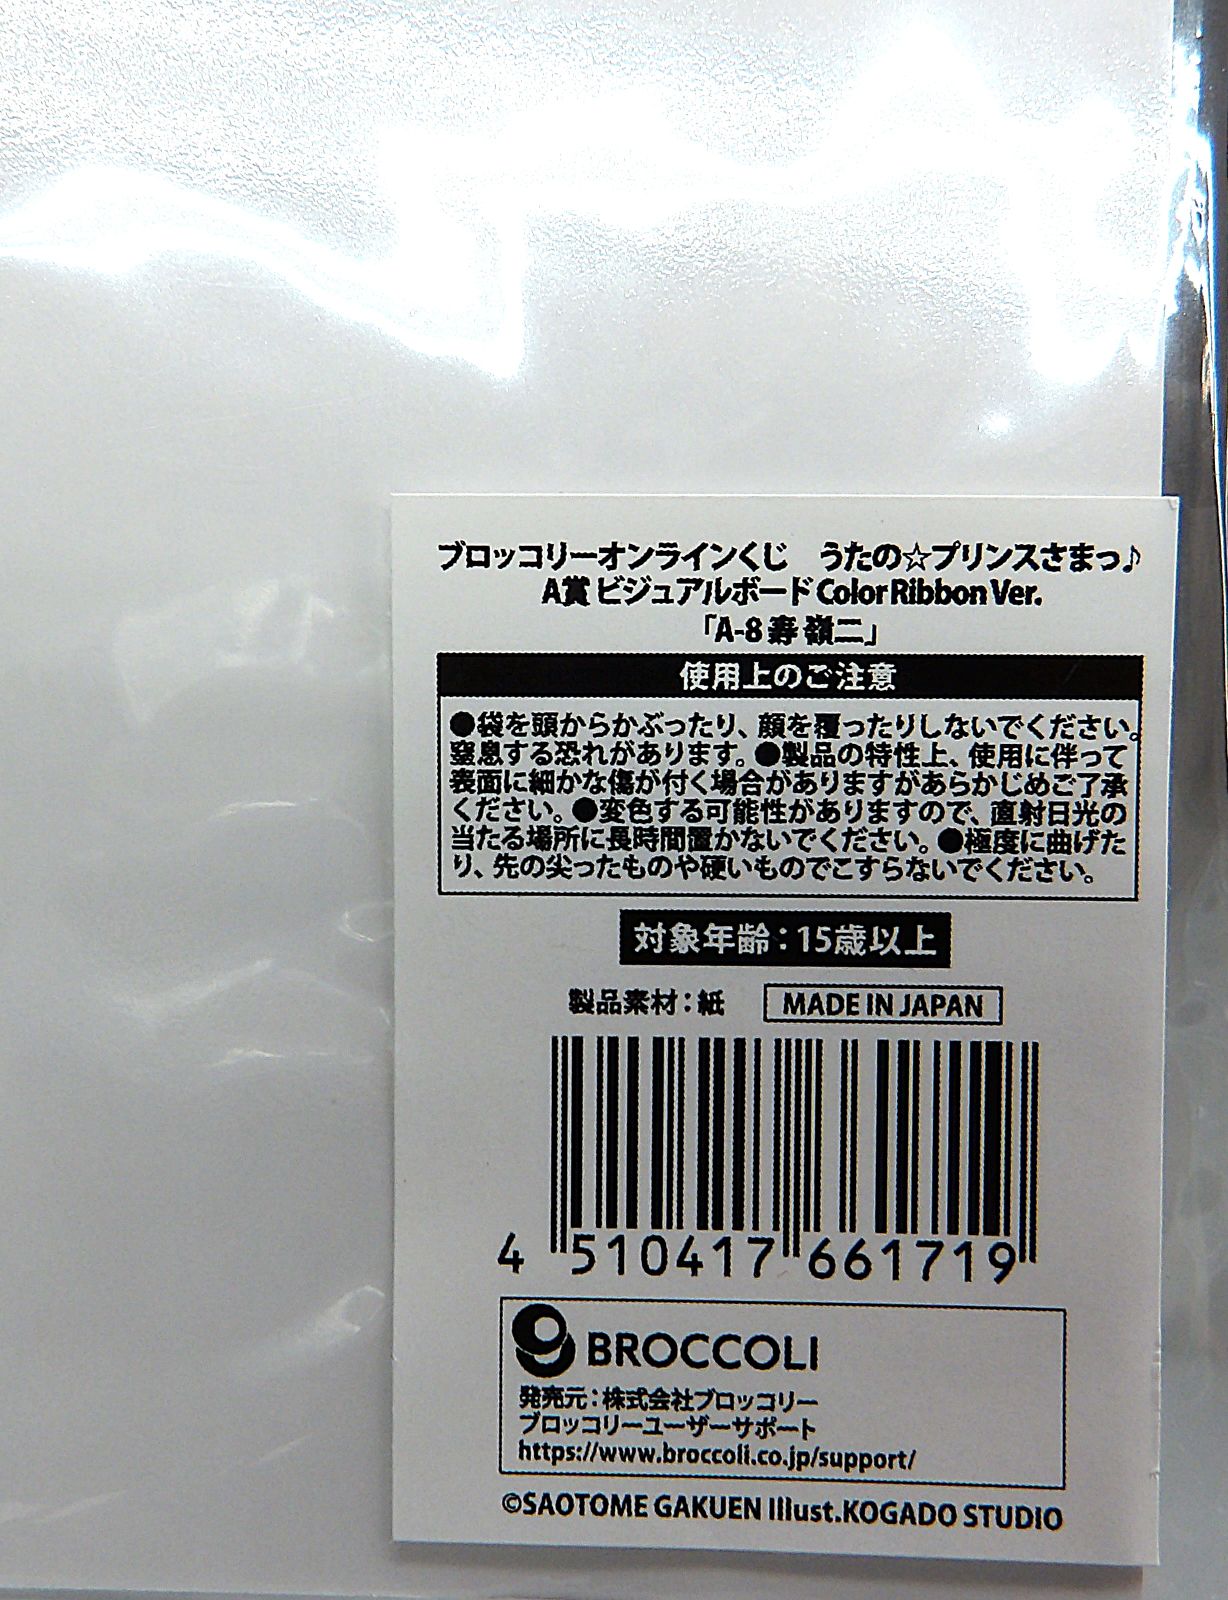 ブロッコリーオンラインくじ　うたの☆プリンスさまっ♪
A賞 ビジュアルボード Color Ribbon Ver.
「A-8 寿 嶺二」
使用上のご注意
●袋を頭からかぶったり、顔を覆ったりしないでください。
窒息する恐れがあります。●製品の特性上、使用に伴って
表面に細かな傷が付く場合がありますがあらかじめご了承
ください。●変色する可能性がありますので、直射日光の
当たる場所に長時間置かないでください。●極度に曲げた
り、先の尖ったものや硬いものでこすらないでください。
対象年齢：15歳以上
製品素材：紙 MADE IN JAPAN
4 510417 661719
BROCCOLI
発売元：株式会社ブロッコリー
ブロッコリーユーザーサポート
https://www.broccoli.co.jp/support/
©SAOTOME GAKUEN Illust.KOGADO STUDIO